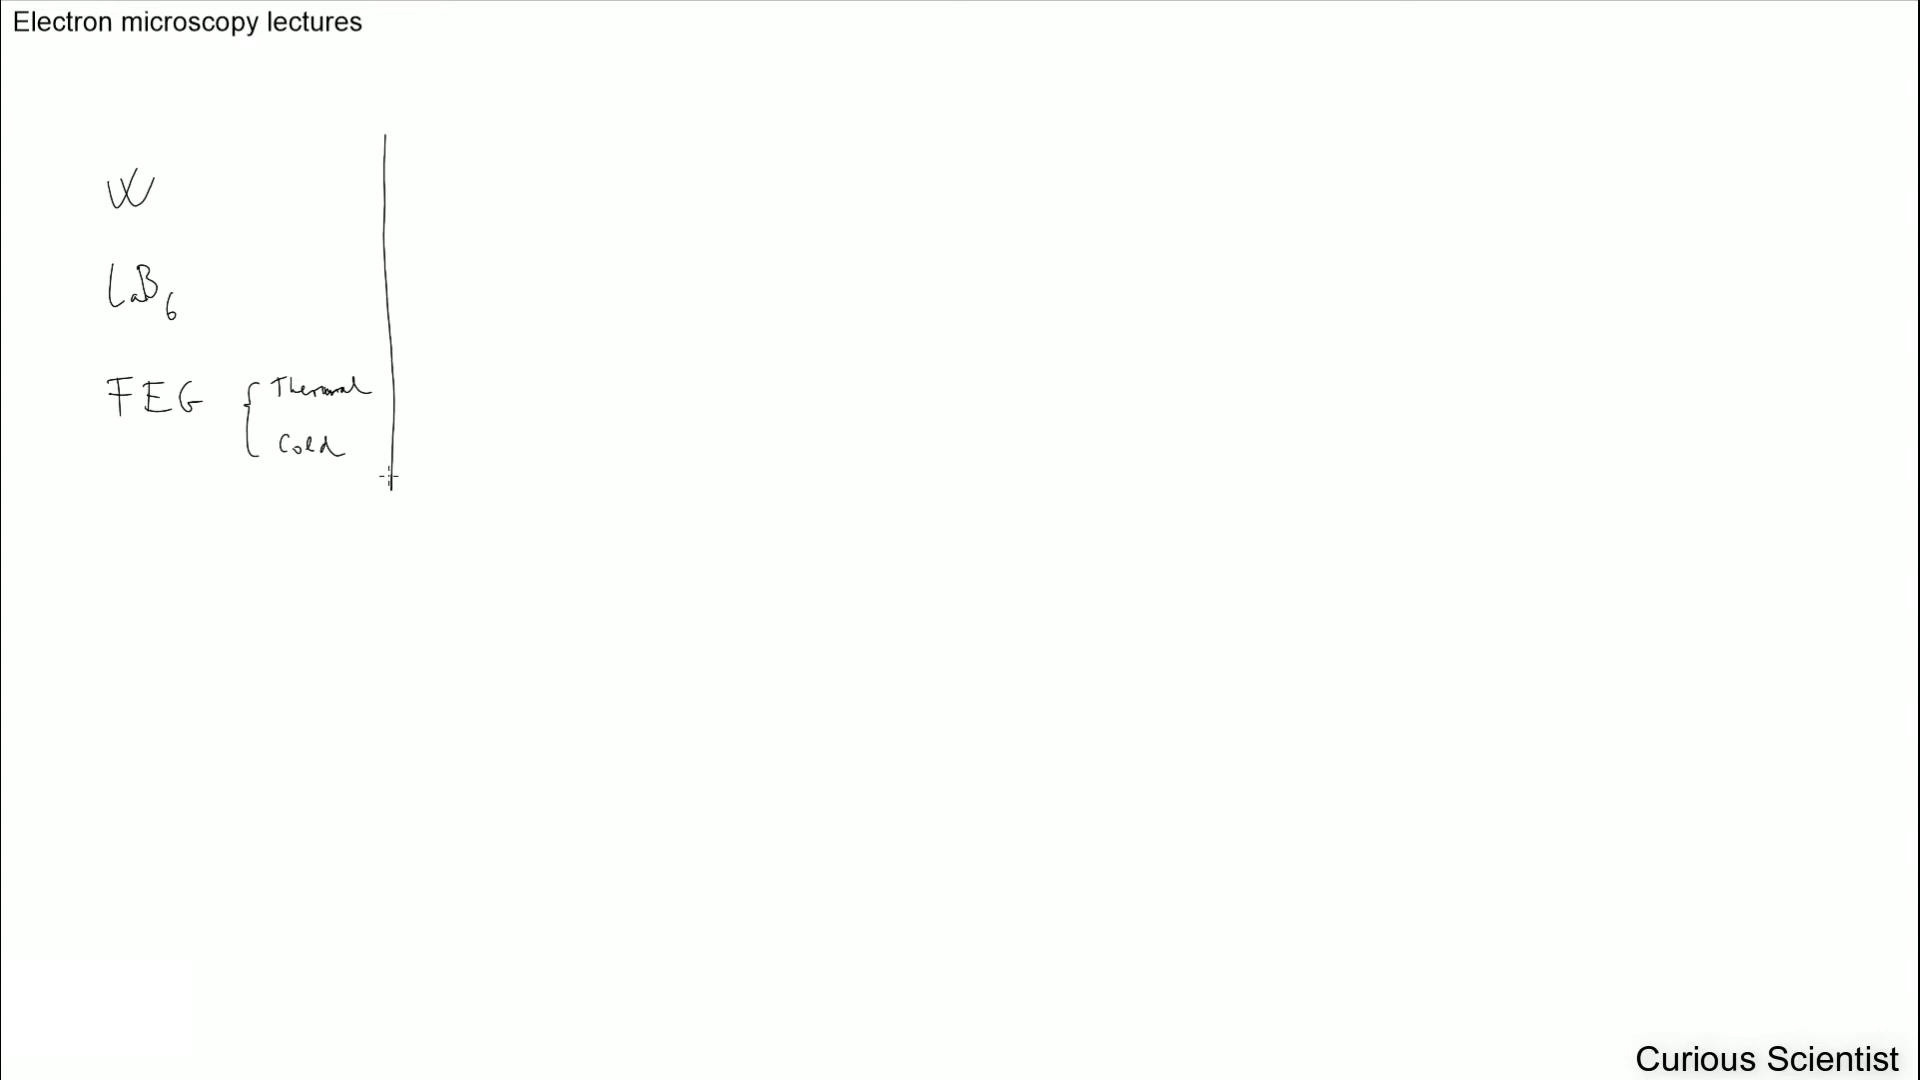 Electron microscopy lectures
W
LaB6
FEG { Thermal
Cold
Curious Scientist